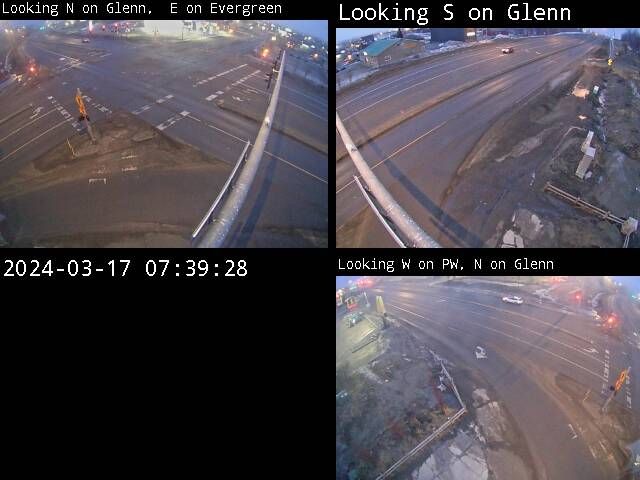 Looking N on Glenn,  E on Evergreen
Looking S on Glenn
2024-03-17 07:39:28
Looking W on PW, N on Glenn